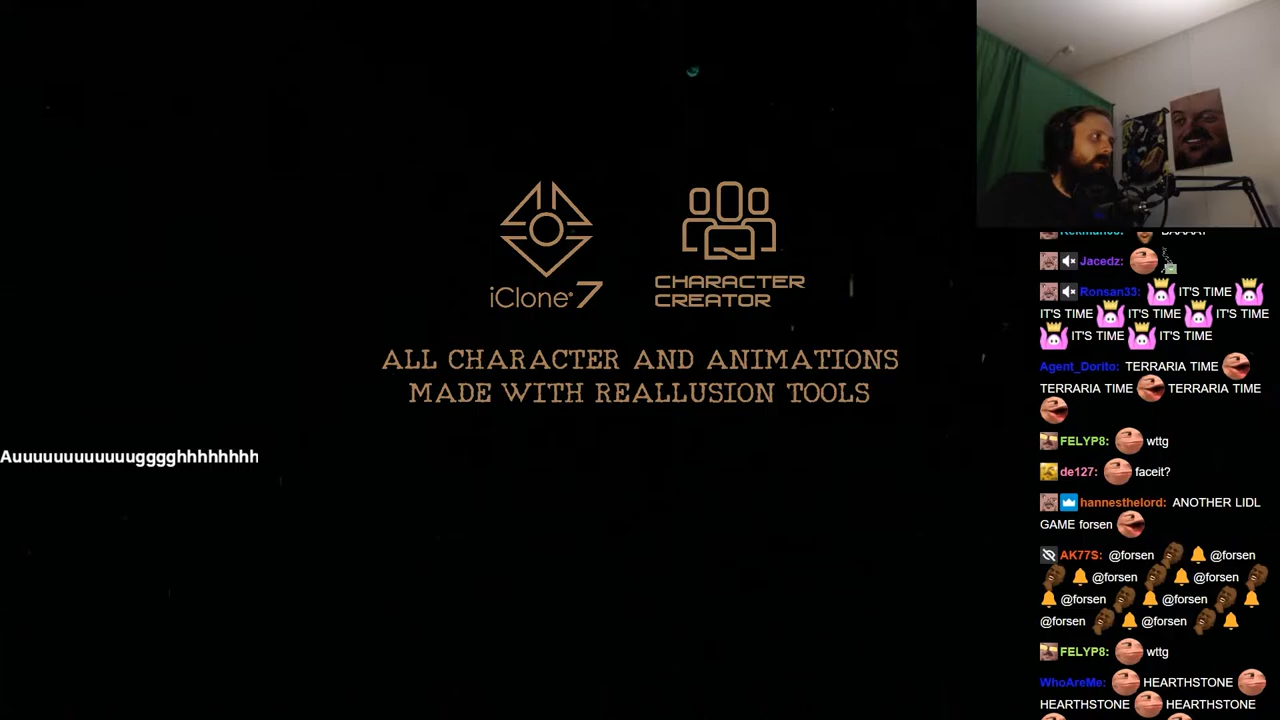 iClone 7
CHARACTER
CREATOR
ALL CHARACTER AND ANIMATIONS
MADE WITH REALLUSION TOOLS
Auuuuuuuuuuuugggghhhhhhhh
Jacedz:
Ronsan33: IT'S TIME
IT'S TIME IT'S TIME IT'S TIME
IT'S TIME IT'S TIME
Agent_Dorito: TERRARIA TIME
TERRARIA TIME TERRARIA TIME
FELYP8: wttg
de127: faceit?
hannesthelord: ANOTHER LIDL
GAME forsen
AK77S: @forsen @forsen
@forsen @forsen
@forsen @forsen
@forsen @forsen
FELYP8: wttg
WhoAreMe: HEARTHSTONE
HEARTHSTONE HEARTHSTONE